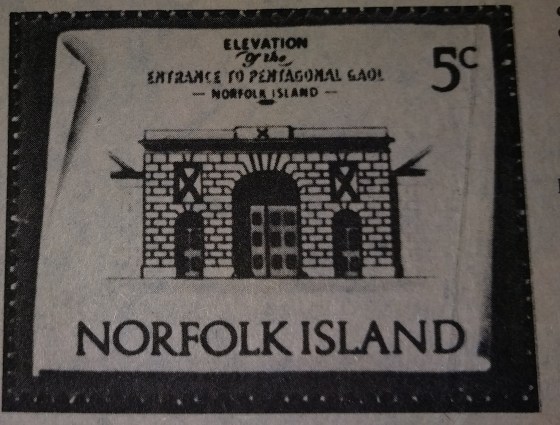 ELEVATION
of the
ENTRANCE TO PENTAGONAL GAOL
— NORFOLK ISLAND —
5c
NORFOLK ISLAND